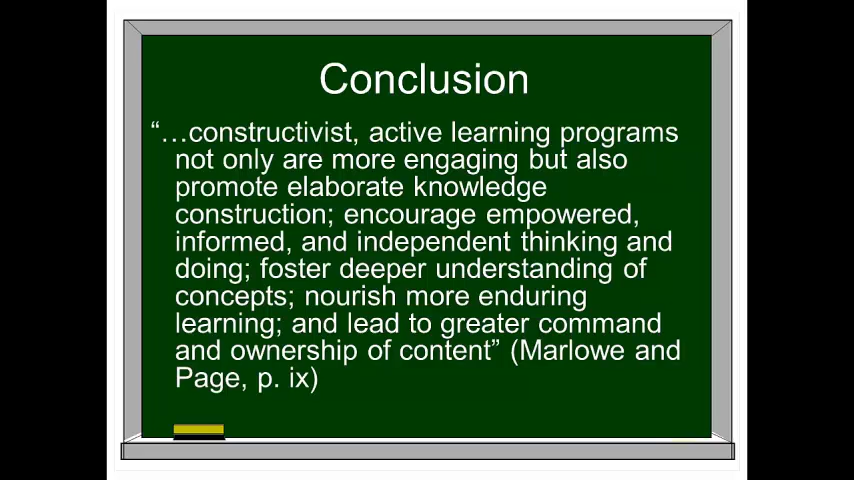 Conclusion
“…constructivist, active learning programs
not only are more engaging but also
promote elaborate knowledge
construction; encourage empowered,
informed, and independent thinking and
doing; foster deeper understanding of
concepts; nourish more enduring
learning; and lead to greater command
and ownership of content” (Marlowe and
Page, p. ix)